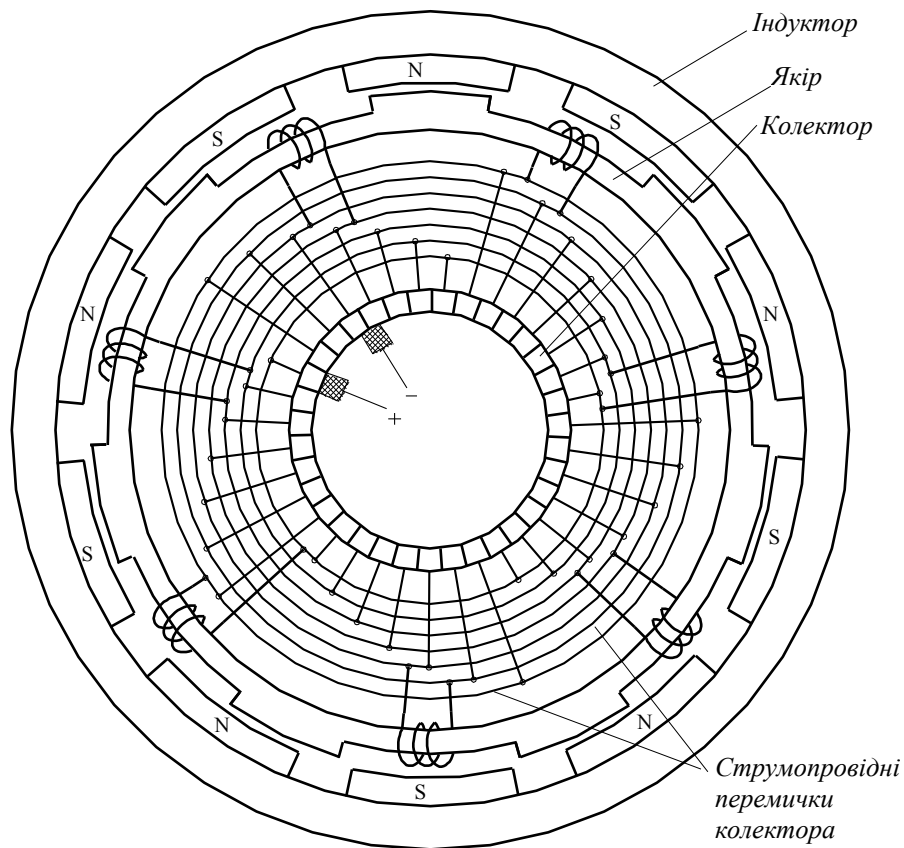 Індуктор
N
Якір
S
S
Колектор
N
N
−
+
S
S
N
N
S
Струмопровідні
перемички
колектора